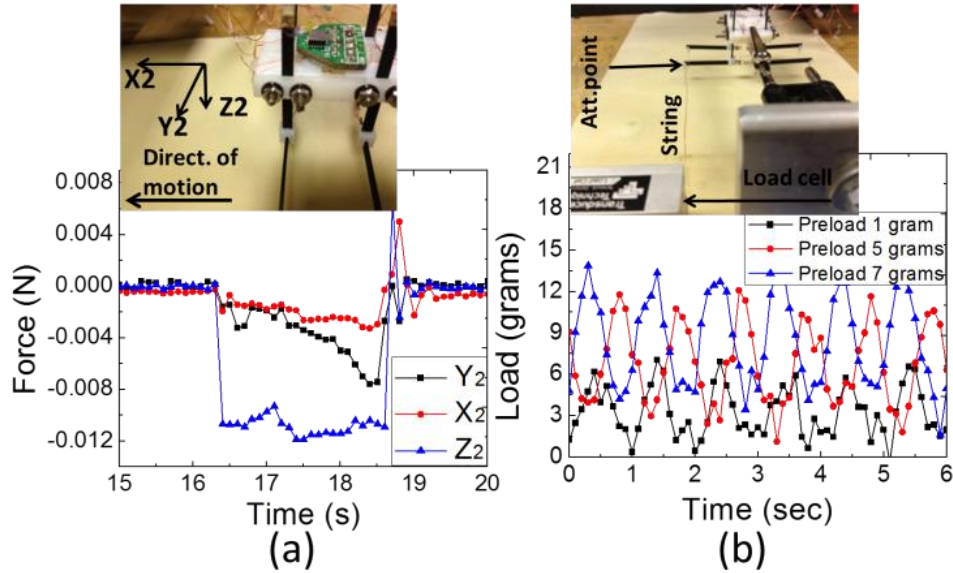 X2
Y2
Z2
Direct. of
motion
0.008
0.004
0.000
-0.004
-0.008
-0.012
Force (N)
Y2
X2
Z2
15 16 17 18 19 20
Time (s)
(a)
Att.point
String
Load cell
Transducer
Preload 1 gram
Preload 5 grams
Preload 7 grams
21
18
15
12
9
6
3
0
Load (grams)
0 1 2 3 4 5 6
Time (sec)
(b)